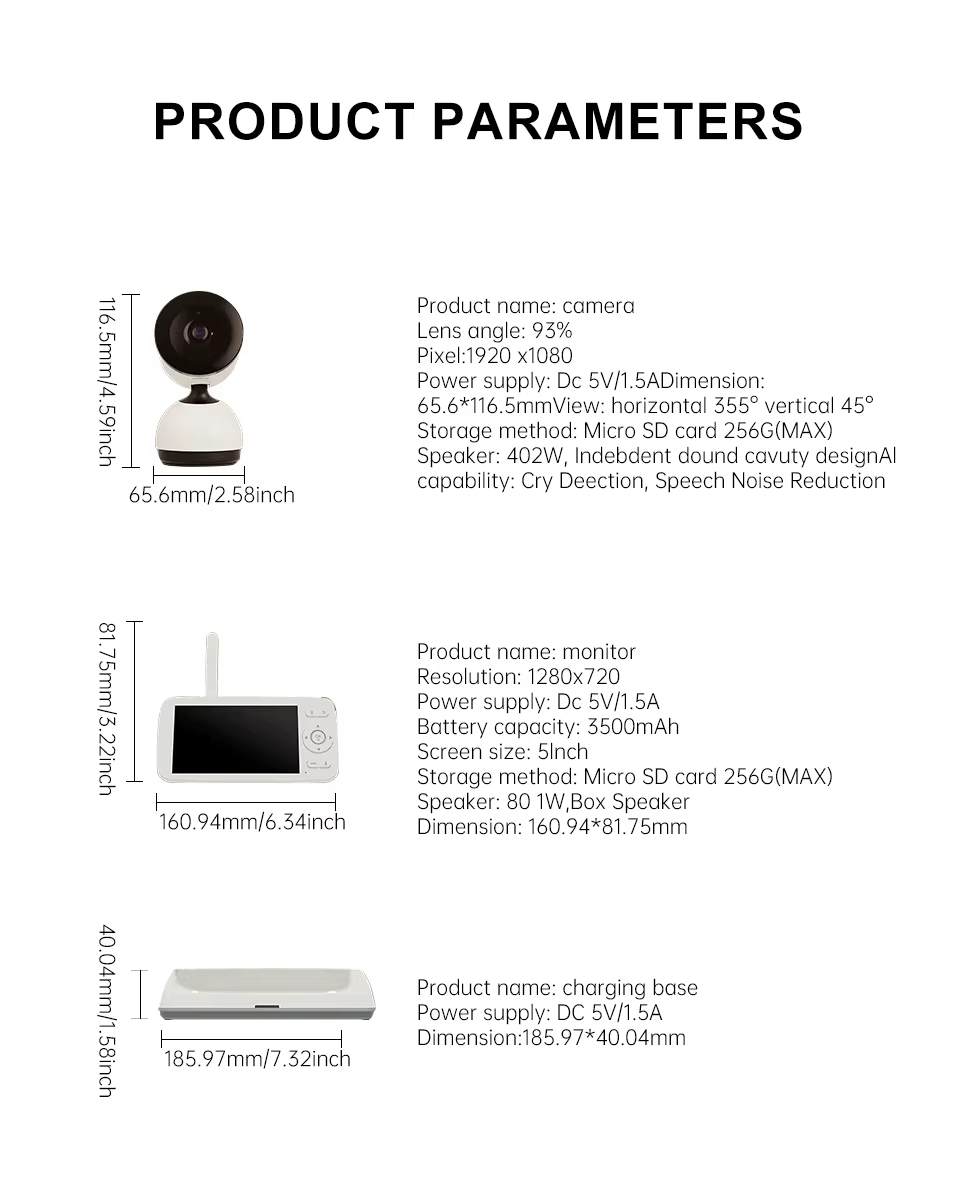 PRODUCT PARAMETERS
116.5mm/4.59inch
65.6mm/2.58inch
Product name: camera
Lens angle: 93%
Pixel:1920 x1080
Power supply: Dc 5V/1.5ADimension:
65.6*116.5mmView: horizontal 355° vertical 45°
Storage method: Micro SD card 256G(MAX)
Speaker: 402W, Indebdent dound cavuty designAI
capability: Cry Deection, Speech Noise Reduction
81.75mm/3.22inch
160.94mm/6.34inch
Product name: monitor
Resolution: 1280x720
Power supply: Dc 5V/1.5A
Battery capacity: 3500mAh
Screen size: 5Inch
Storage method: Micro SD card 256G(MAX)
Speaker: 80 1W,Box Speaker
Dimension: 160.94*81.75mm
40.04mm/1.58inch
185.97mm/7.32inch
Product name: charging base
Power supply: DC 5V/1.5A
Dimension:185.97*40.04mm